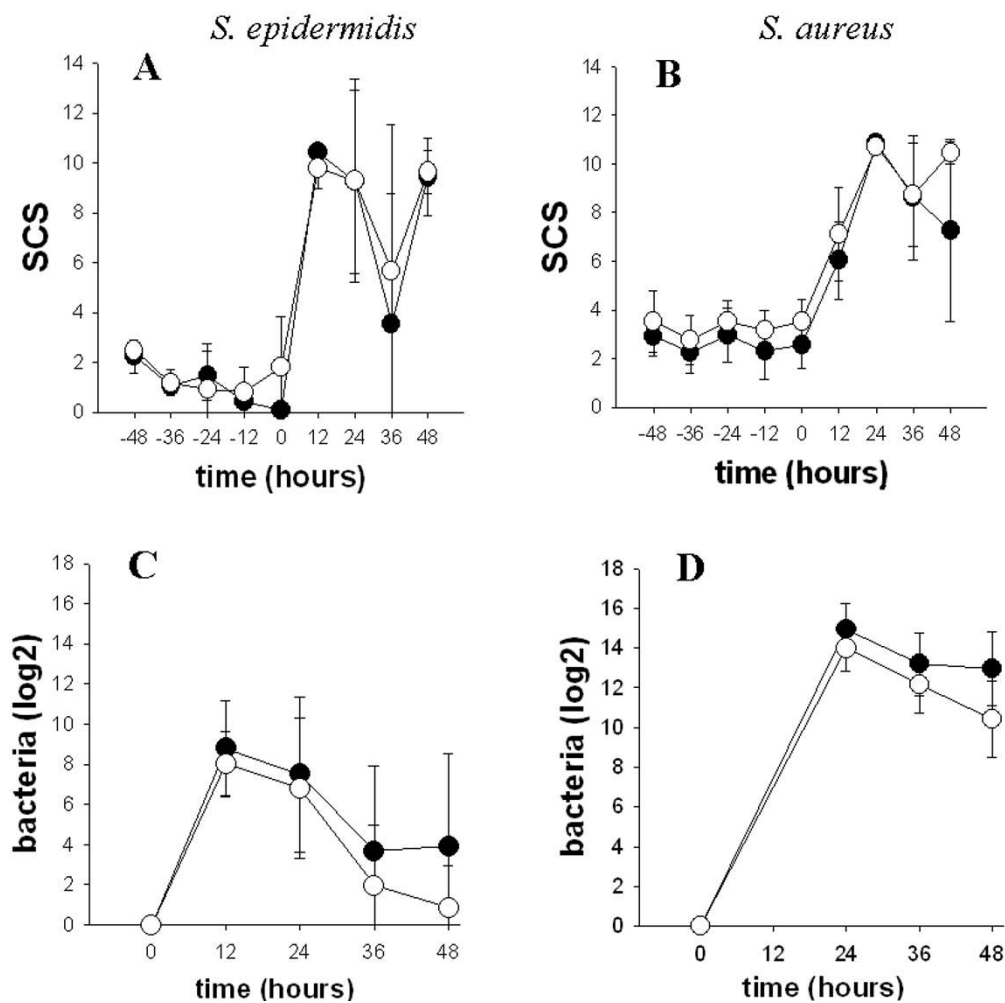 S. epidermidis
S. aureus
A
SCS
14
12
10
8
6
4
2
0
-48 -36 -24 -12 0 12 24 36 48
time (hours)
B
SCS
14
12
10
8
6
4
2
0
-48 -36 -24 -12 0 12 24 36 48
time (hours)
C
bacteria (log2)
18
16
14
12
10
8
6
4
2
0
0 12 24 36 48
time (hours)
D
bacteria (log2)
18
16
14
12
10
8
6
4
2
0
0 12 24 36 48
time (hours)